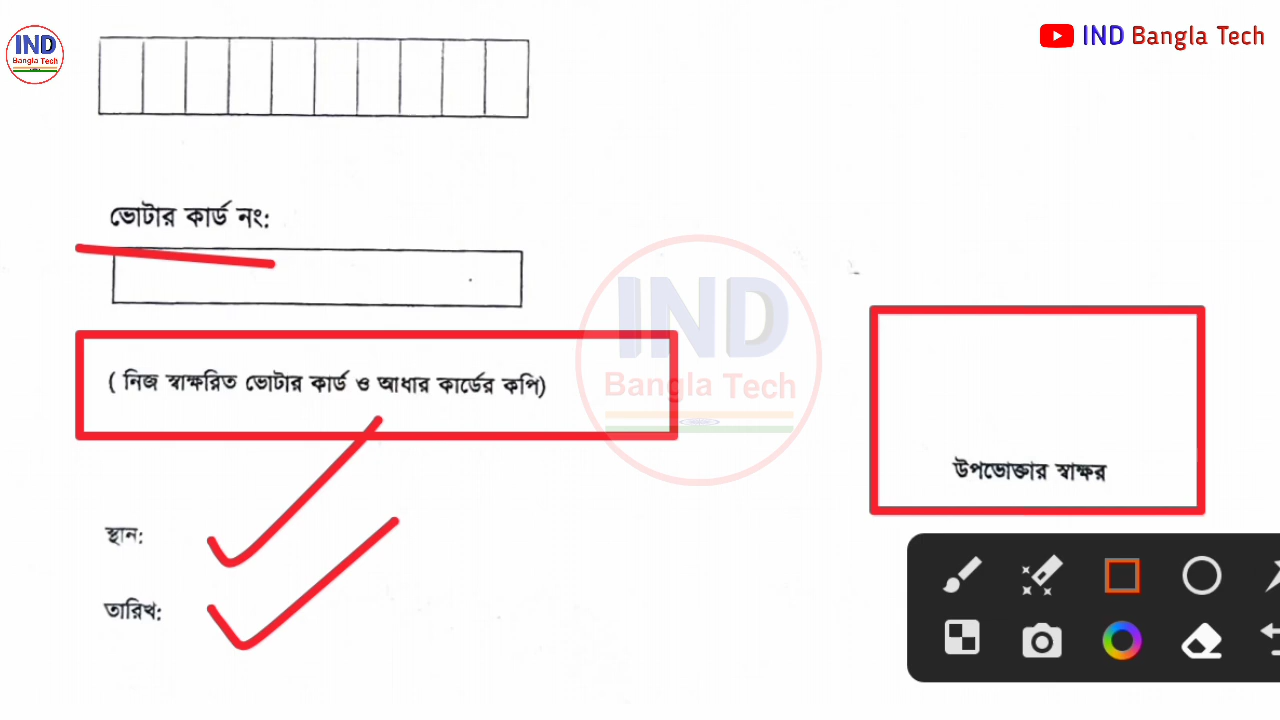 IND
Bangla Tech
IND Bangla Tech
ভোটার কার্ড নং:
( নিজ স্বাক্ষরিত ভোটার কার্ড ও আধার কার্ডের কপি)
IND
Bangla Tech
উপভোক্তার স্বাক্ষর
স্থান:
তারিখ: